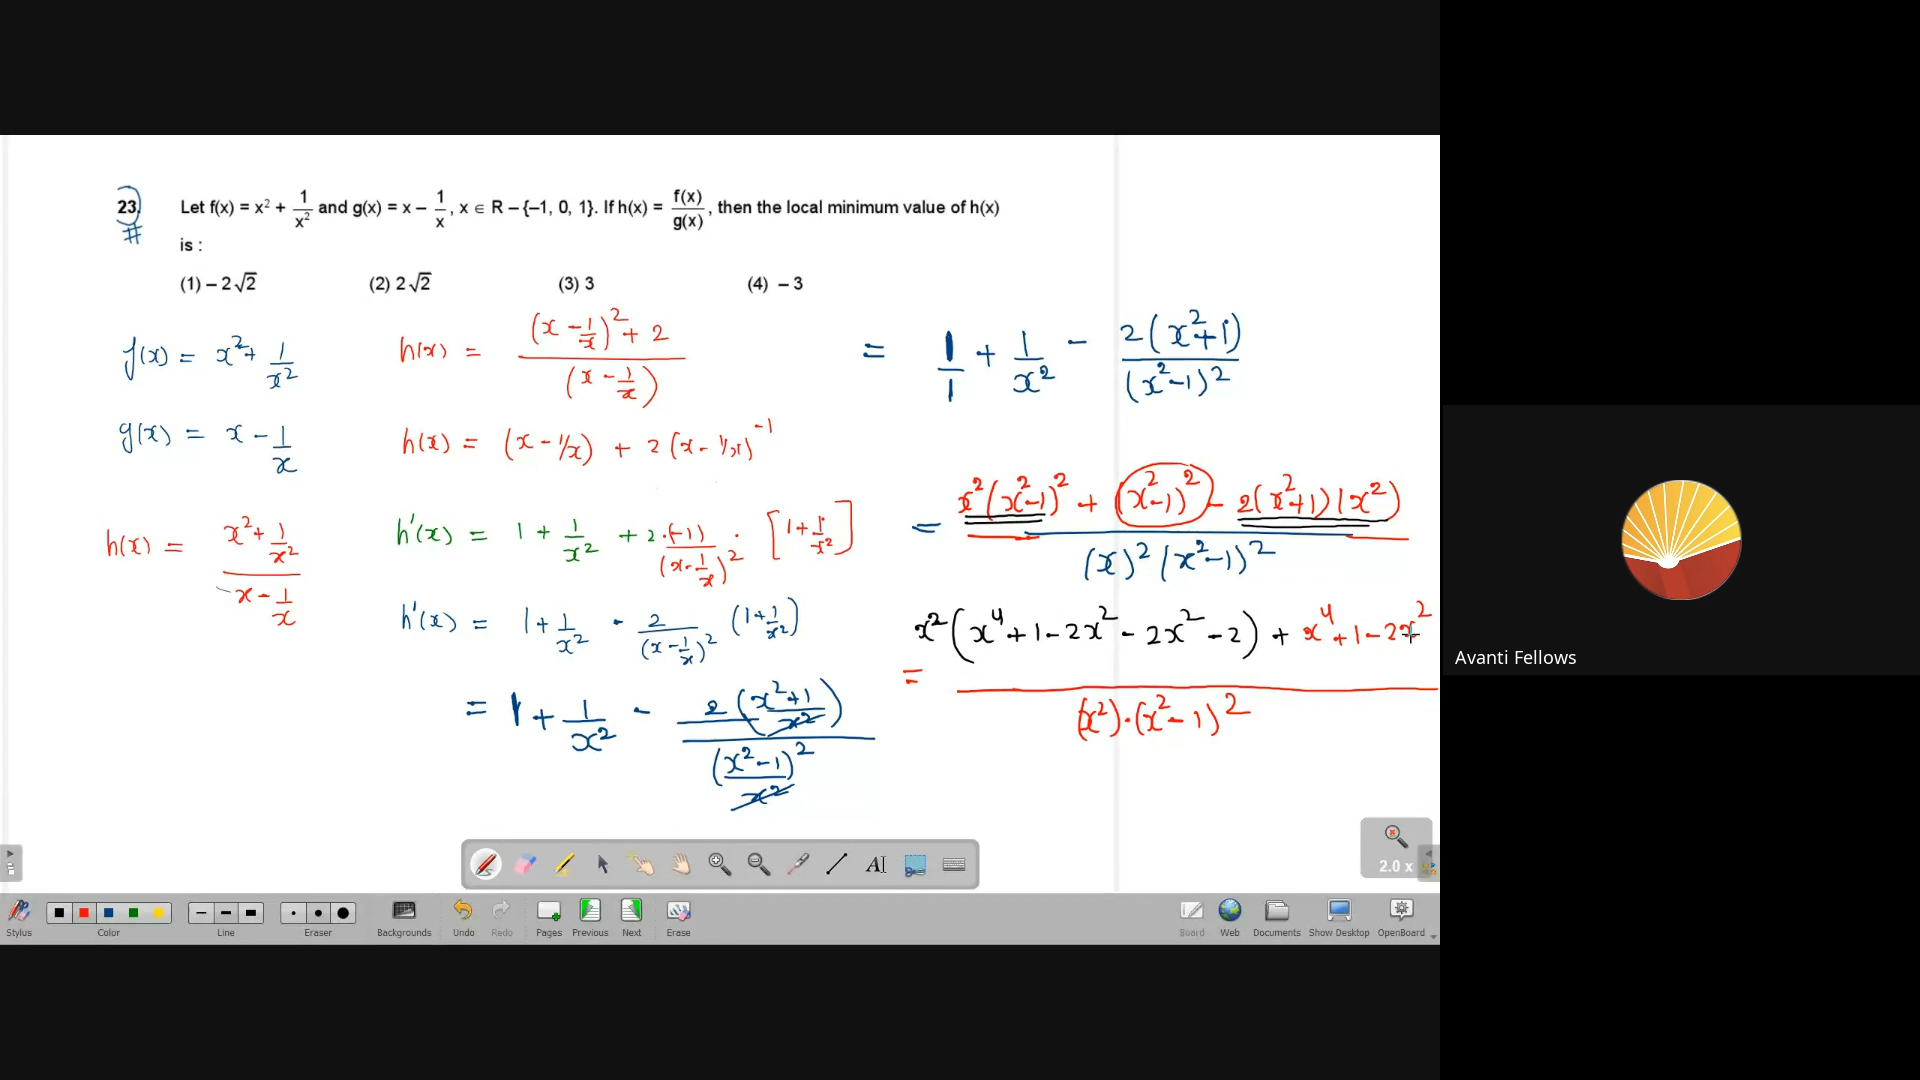 23. Let f(x) = x² + 1/x² and g(x) = x – 1/x, x ∈ R – {–1, 0, 1}. If h(x) = f(x)/g(x), then the local minimum value of h(x)
#
is :
(1) – 2√2 (2) 2√2 (3) 3 (4) – 3
f(x) = x² + 1/x²
g(x) = x - 1/x
h(x) = (x² + 1/x²)/(x - 1/x)
h(x) = ((x - 1/x)² + 2)/(x - 1/x)
h(x) = (x - 1/x) + 2(x - 1/x)⁻¹
h'(x) = 1 + 1/x² + 2·(-1)/(x - 1/x)² · [1 + 1/x²]
h'(x) = 1 + 1/x² - 2/(x - 1/x)² (1 + 1/x²)
= 1 + 1/x² - 2((x² + 1)/x²)/((x² - 1)²/x²)
= 1/1 + 1/x² - 2(x² + 1)/(x² - 1)²
= (x²(x² - 1)² + (x² - 1)² - 2(x² + 1)(x²))/((x)²(x² - 1)²)
= (x²(x⁴ + 1 - 2x² - 2x² - 2) + x⁴ + 1 - 2x²)/((x²)·(x² - 1)²)
Avanti Fellows
2.0 x
Stylus Color Line Eraser Backgrounds Undo Redo Pages Previous Next Erase Board Web Documents Show Desktop OpenBoard